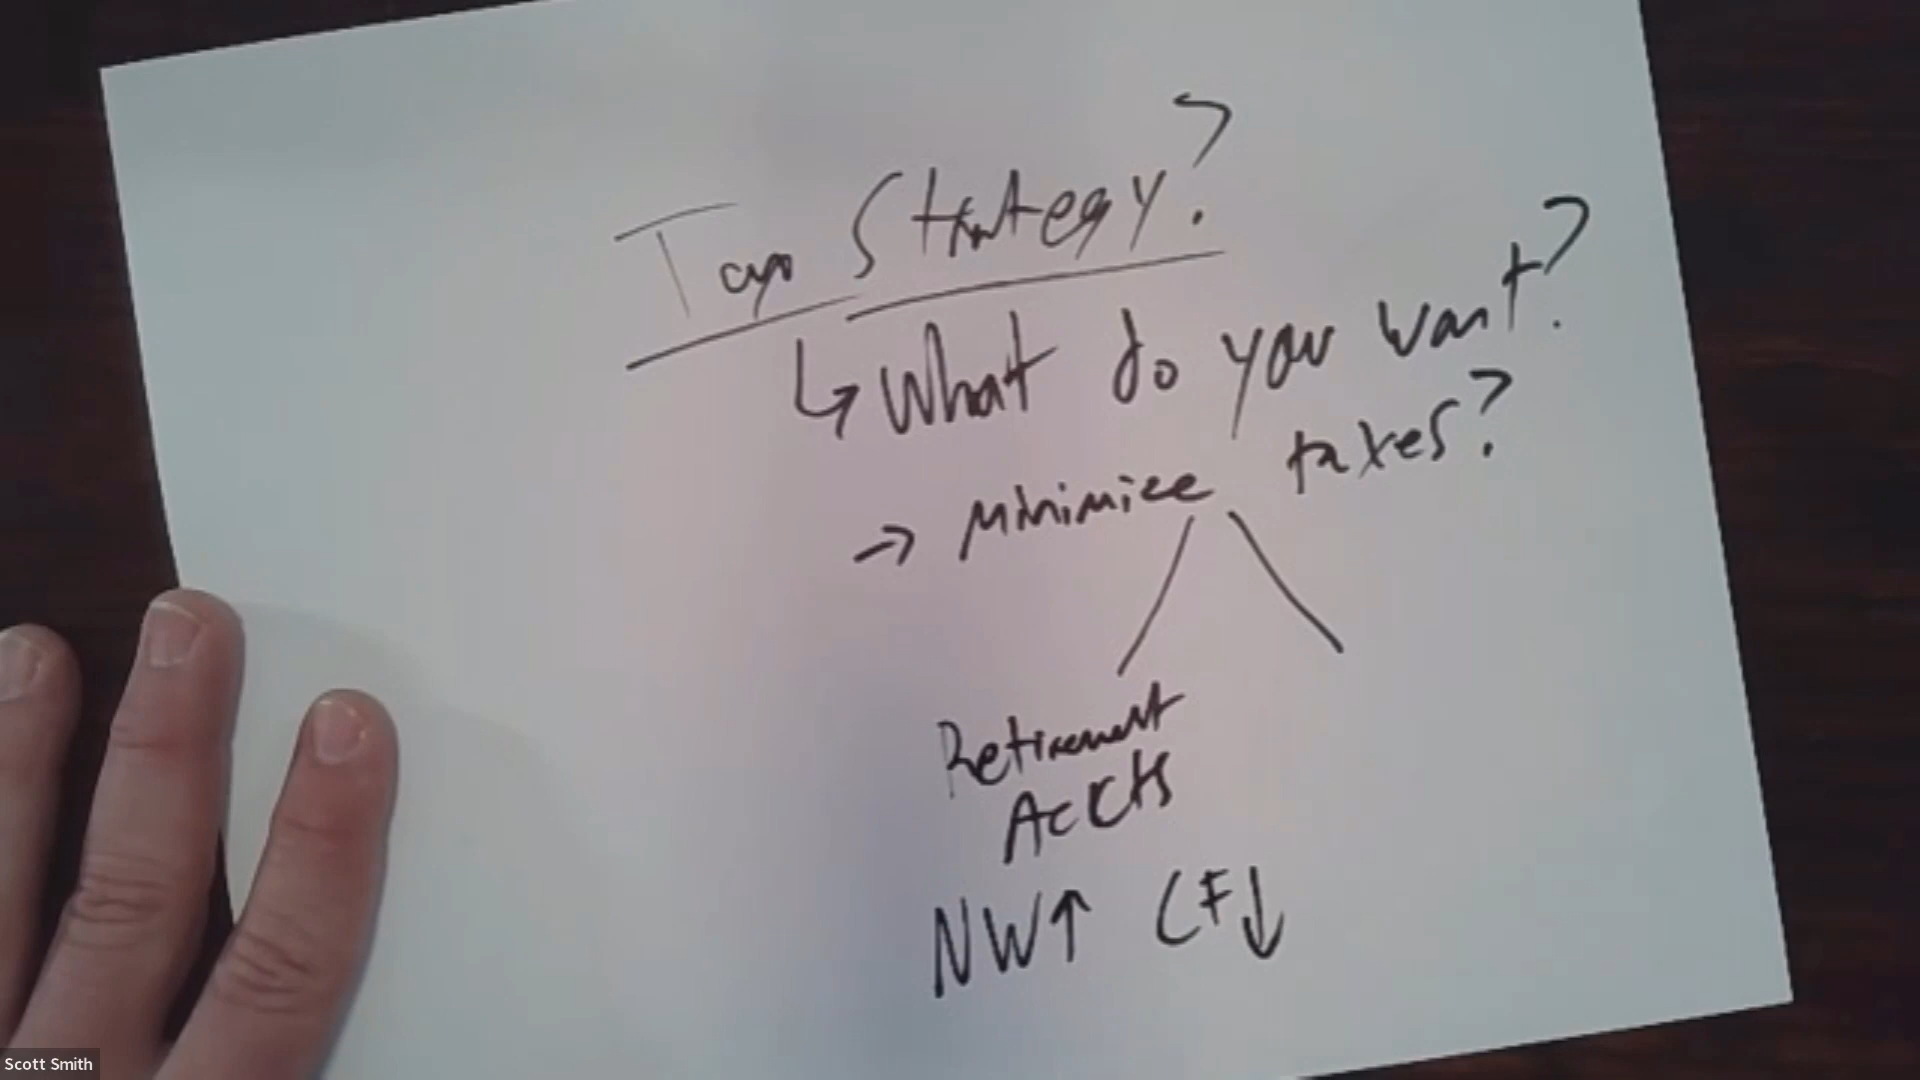 Tax Strategy?
↳ What do you want?
→ Minimize taxes?
Retirement
Accts
NW↑ CF↓
Scott Smith